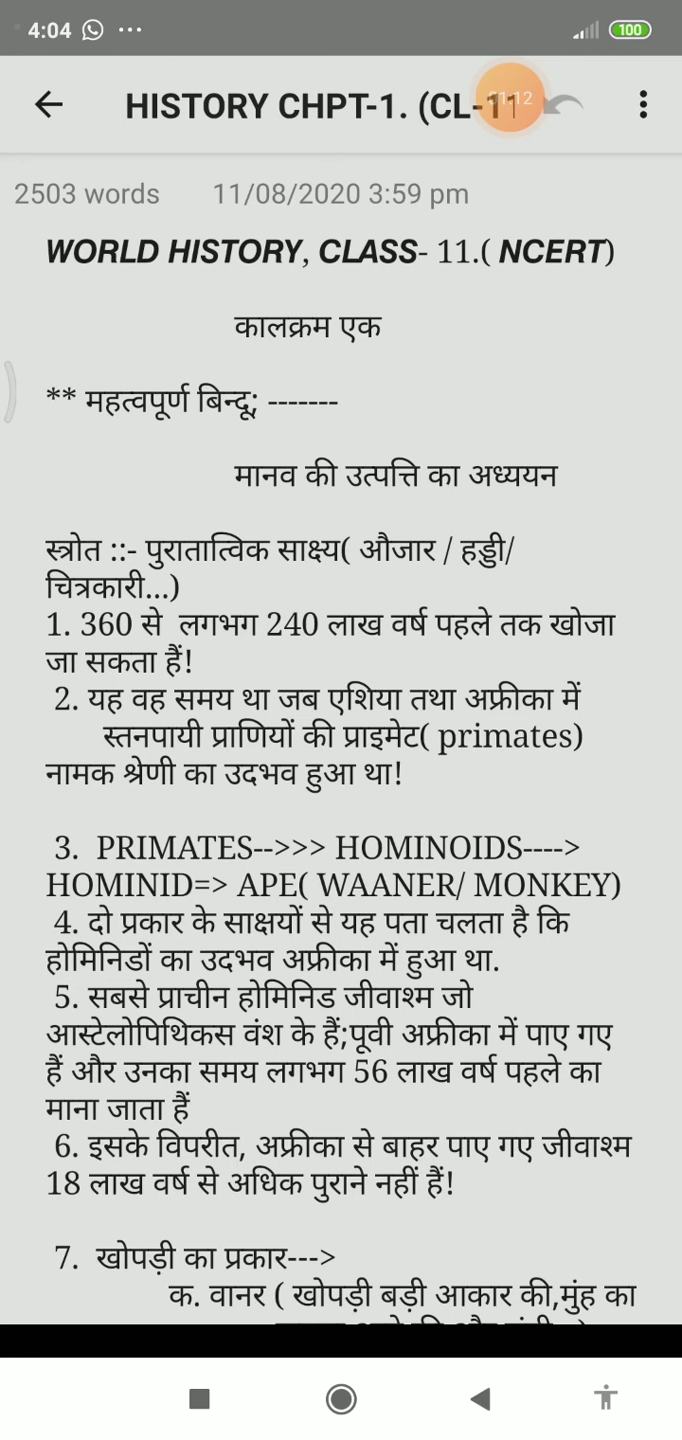 4:04
100
HISTORY CHPT-1. (CL-11
01:12
2503 words 11/08/2020 3:59 pm
WORLD HISTORY, CLASS- 11.( NCERT)
कालक्रम एक
** महत्वपूर्ण बिन्दू; -------
मानव की उत्पत्ति का अध्ययन
स्त्रोत ::- पुरातात्विक साक्ष्य( औजार / हड्डी/
चित्रकारी...)
1. 360 से लगभग 240 लाख वर्ष पहले तक खोजा
जा सकता हैं!
2. यह वह समय था जब एशिया तथा अफ्रीका में
स्तनपायी प्राणियों की प्राइमेट( primates)
नामक श्रेणी का उदभव हुआ था!
3. PRIMATES-->>> HOMINOIDS---->
HOMINID=> APE( WAANER/ MONKEY)
4. दो प्रकार के साक्षयों से यह पता चलता है कि
होमिनिडों का उदभव अफ्रीका में हुआ था.
5. सबसे प्राचीन होमिनिड जीवाश्म जो
आस्टेलोपिथिकस वंश के हैं;पूवी अफ्रीका में पाए गए
हैं और उनका समय लगभग 56 लाख वर्ष पहले का
माना जाता हैं
6. इसके विपरीत, अफ्रीका से बाहर पाए गए जीवाश्म
18 लाख वर्ष से अधिक पुराने नहीं हैं!
7. खोपड़ी का प्रकार--->
क. वानर ( खोपड़ी बड़ी आकार की,मुंह का